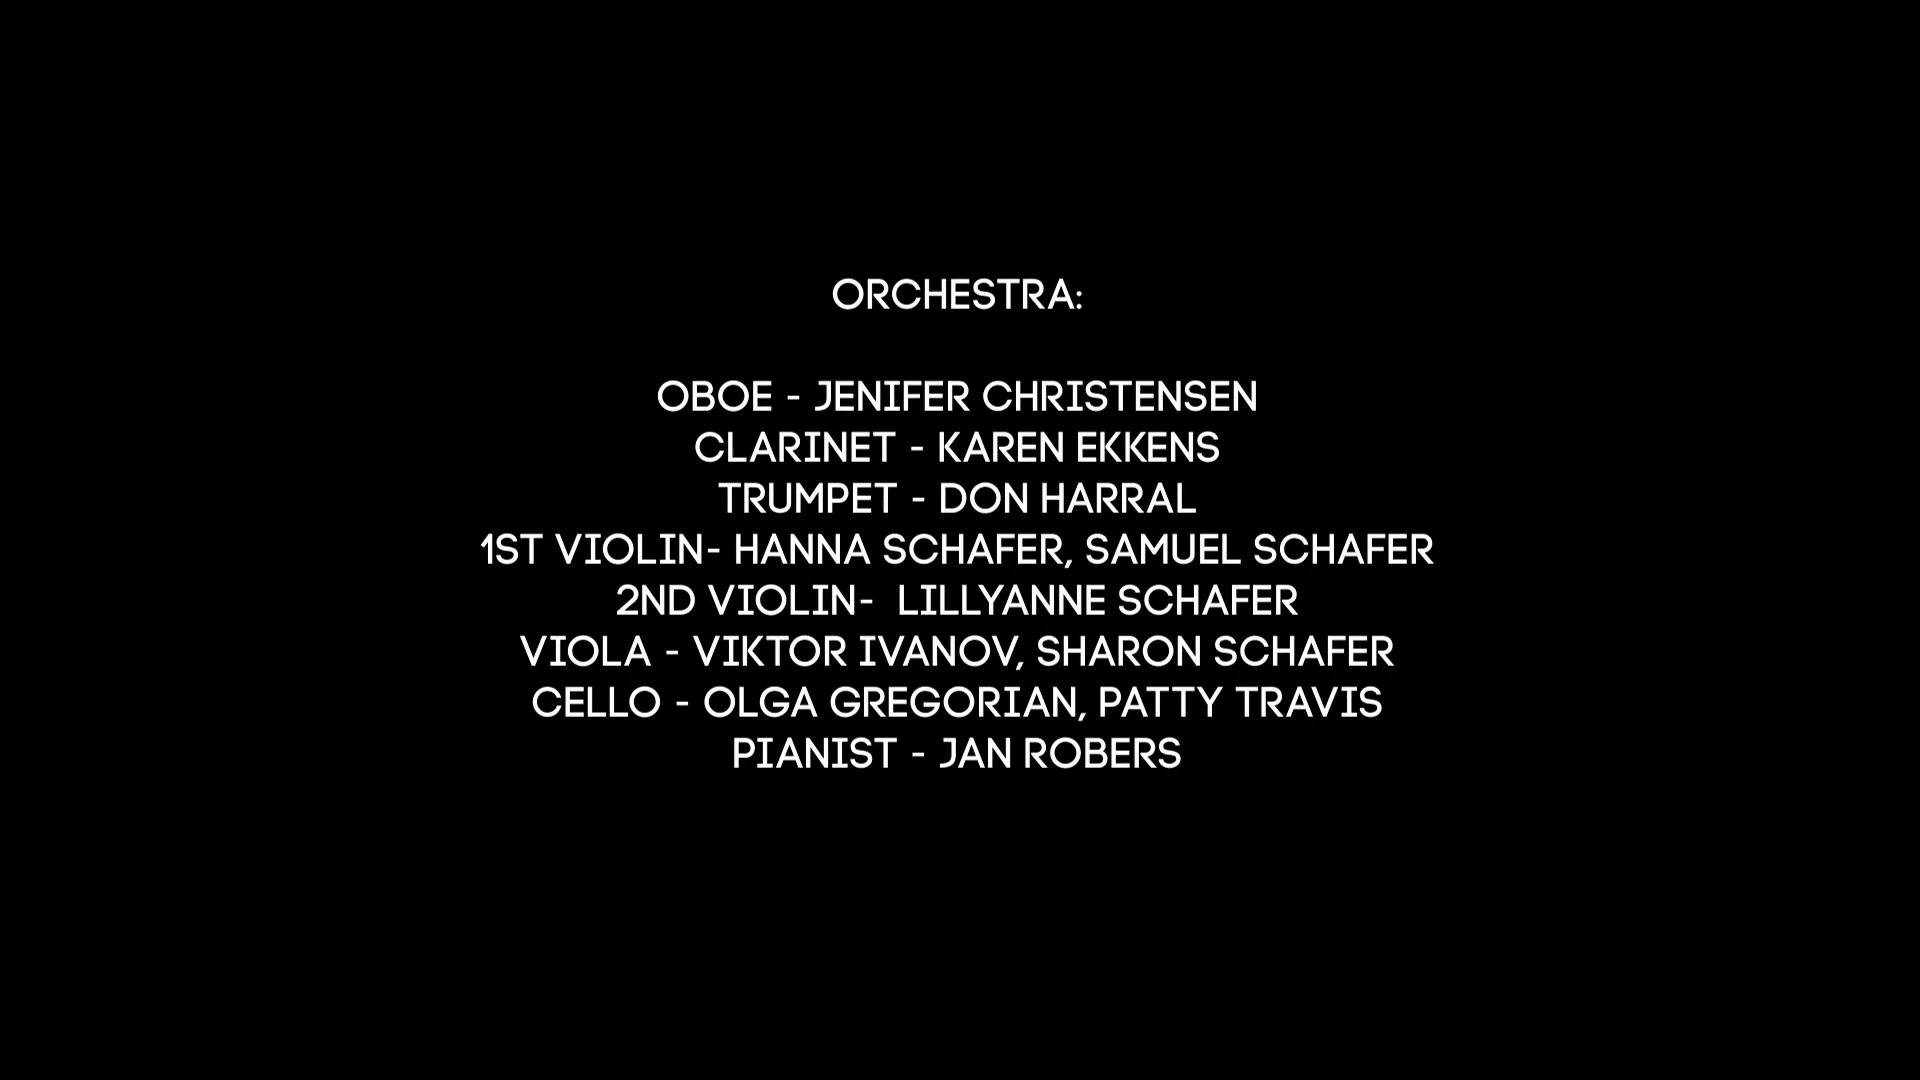 ORCHESTRA:
OBOE - JENIFER CHRISTENSEN
CLARINET - KAREN EKKENS
TRUMPET - DON HARRAL
1ST VIOLIN- HANNA SCHAFER, SAMUEL SCHAFER
2ND VIOLIN-  LILLYANNE SCHAFER
VIOLA - VIKTOR IVANOV, SHARON SCHAFER
CELLO - OLGA GREGORIAN, PATTY TRAVIS
PIANIST - JAN ROBERS